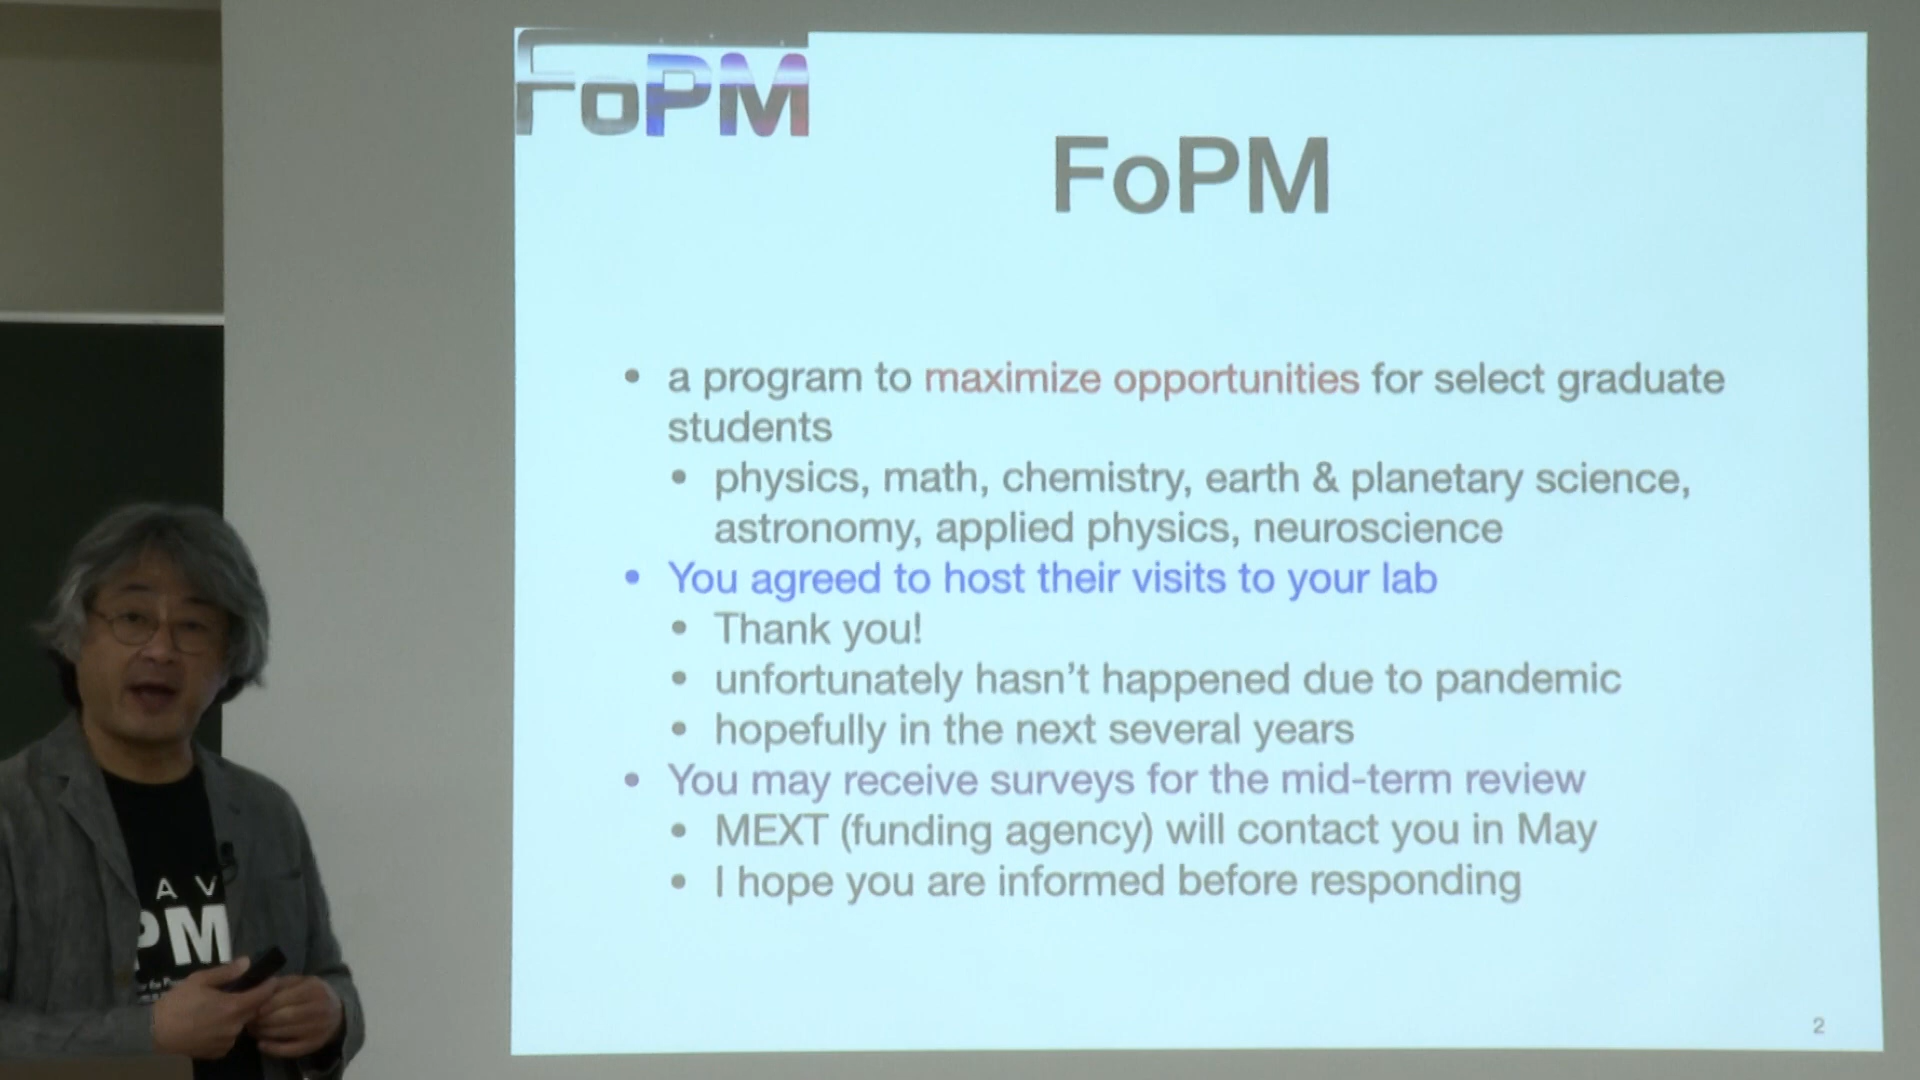 FoPM
FoPM
• a program to maximize opportunities for select graduate
students
• physics, math, chemistry, earth & planetary science,
astronomy, applied physics, neuroscience
• You agreed to host their visits to your lab
• Thank you!
• unfortunately hasn't happened due to pandemic
• hopefully in the next several years
• You may receive surveys for the mid-term review
• MEXT (funding agency) will contact you in May
• I hope you are informed before responding
2
A V
PM